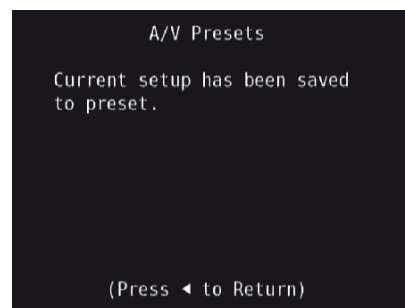 A/V Presets
Current setup has been saved
to preset.
(Press ◄ to Return)